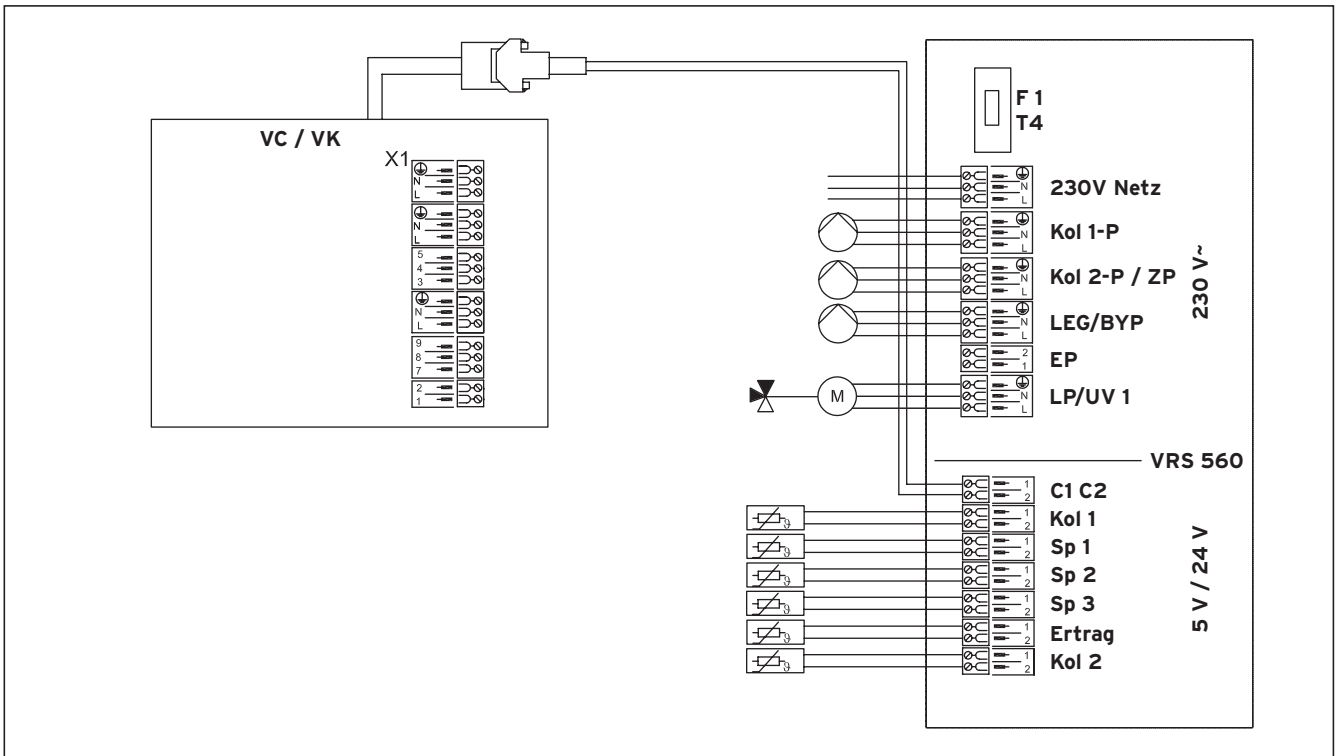 VC / VK
X1
N
L
N
L
5
4
3
N
L
9
8
7
2
1
M
F 1
T4
N
L
230V Netz
N
L
Kol 1-P
N
L
Kol 2-P / ZP
N
L
LEG/BYP
2
1
EP
N
L
LP/UV 1
230 V~
VRS 560
1
2
C1 C2
1
2
Kol 1
1
2
Sp 1
1
2
Sp 2
1
2
Sp 3
1
2
Ertrag
1
2
Kol 2
5 V / 24 V
ϑ
ϑ
ϑ
ϑ
ϑ
ϑ